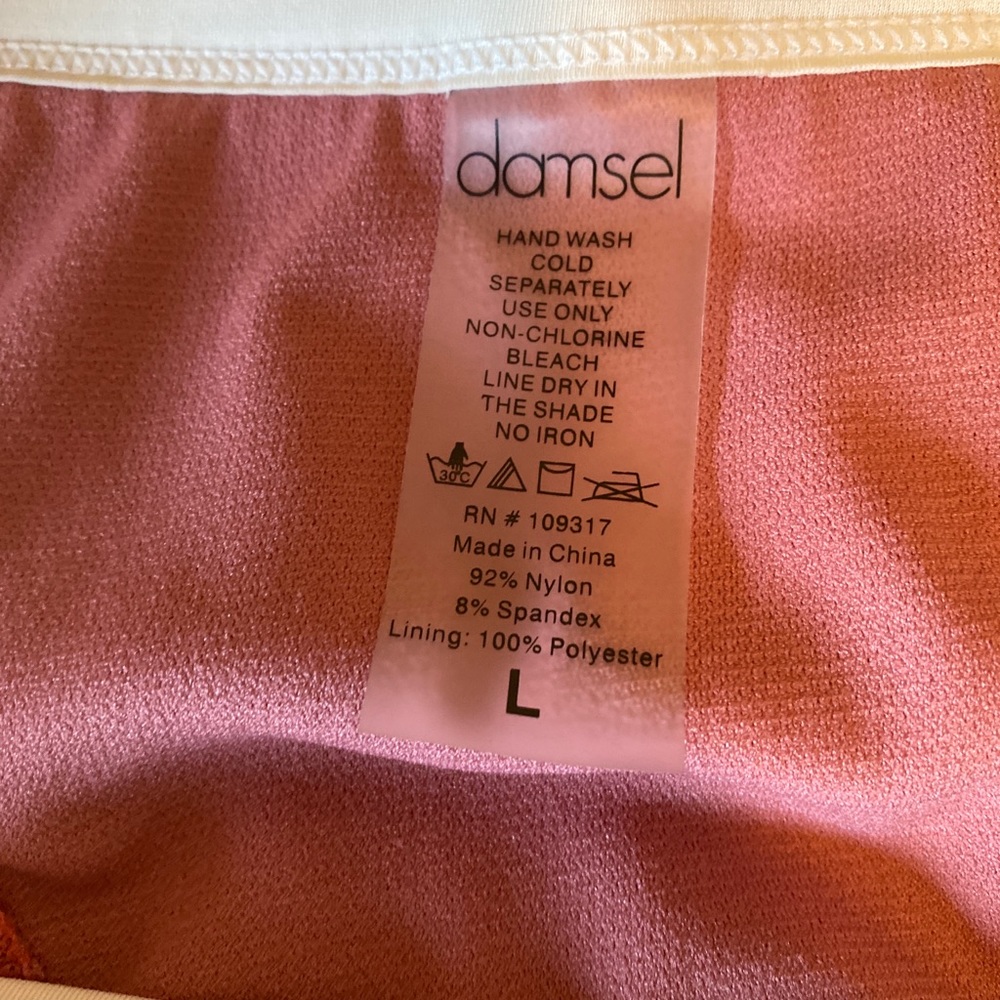 damsel
HAND WASH
COLD
SEPARATELY
USE ONLY
NON-CHLORINE
BLEACH
LINE DRY IN
THE SHADE
NO IRON
30°C
RN # 109317
Made in China
92% Nylon
8% Spandex
Lining: 100% Polyester
L